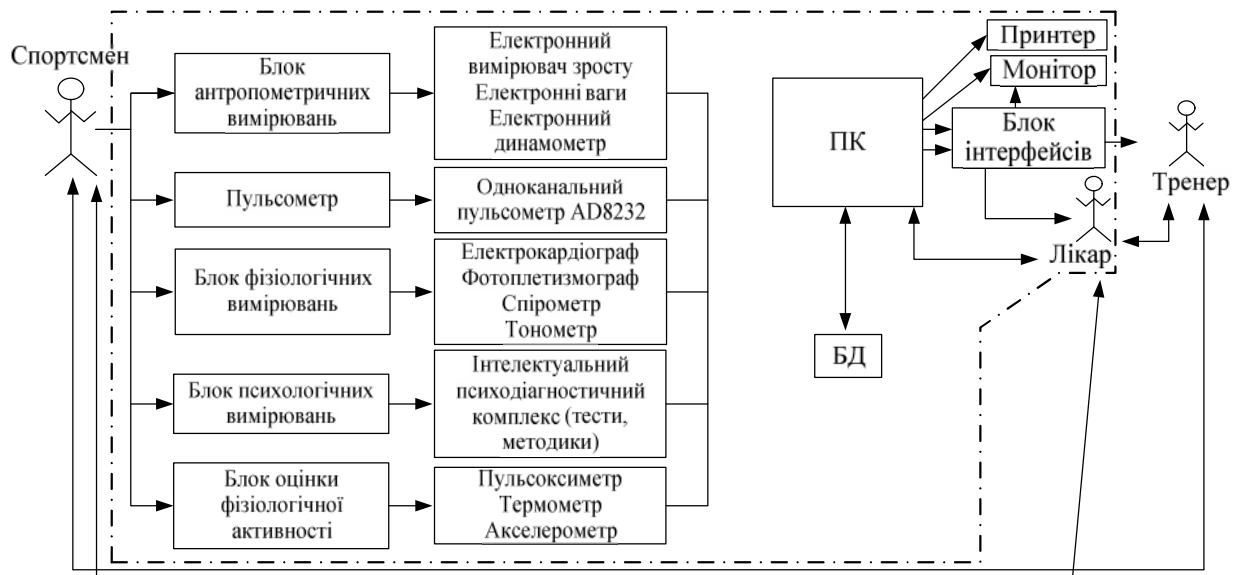 Спортсмен
Блок
антропометричних
вимірювань
Електронний
вимірювач зросту
Електронні ваги
Електронний
динамометр
Пульсометр
Одноканальний
пульсометр AD8232
Блок фізіологічних
вимірювань
Електрокардіограф
Фотоплетизмограф
Спірометр
Тонометр
Блок психологічних
вимірювань
Інтелектуальний
психодіагностичний
комплекс (тести,
методики)
Блок оцінки
фізіологічної
активності
Пульсоксиметр
Термометр
Акселерометр
ПК
БД
Принтер
Монітор
Блок
інтерфейсів
Лікар
Тренер